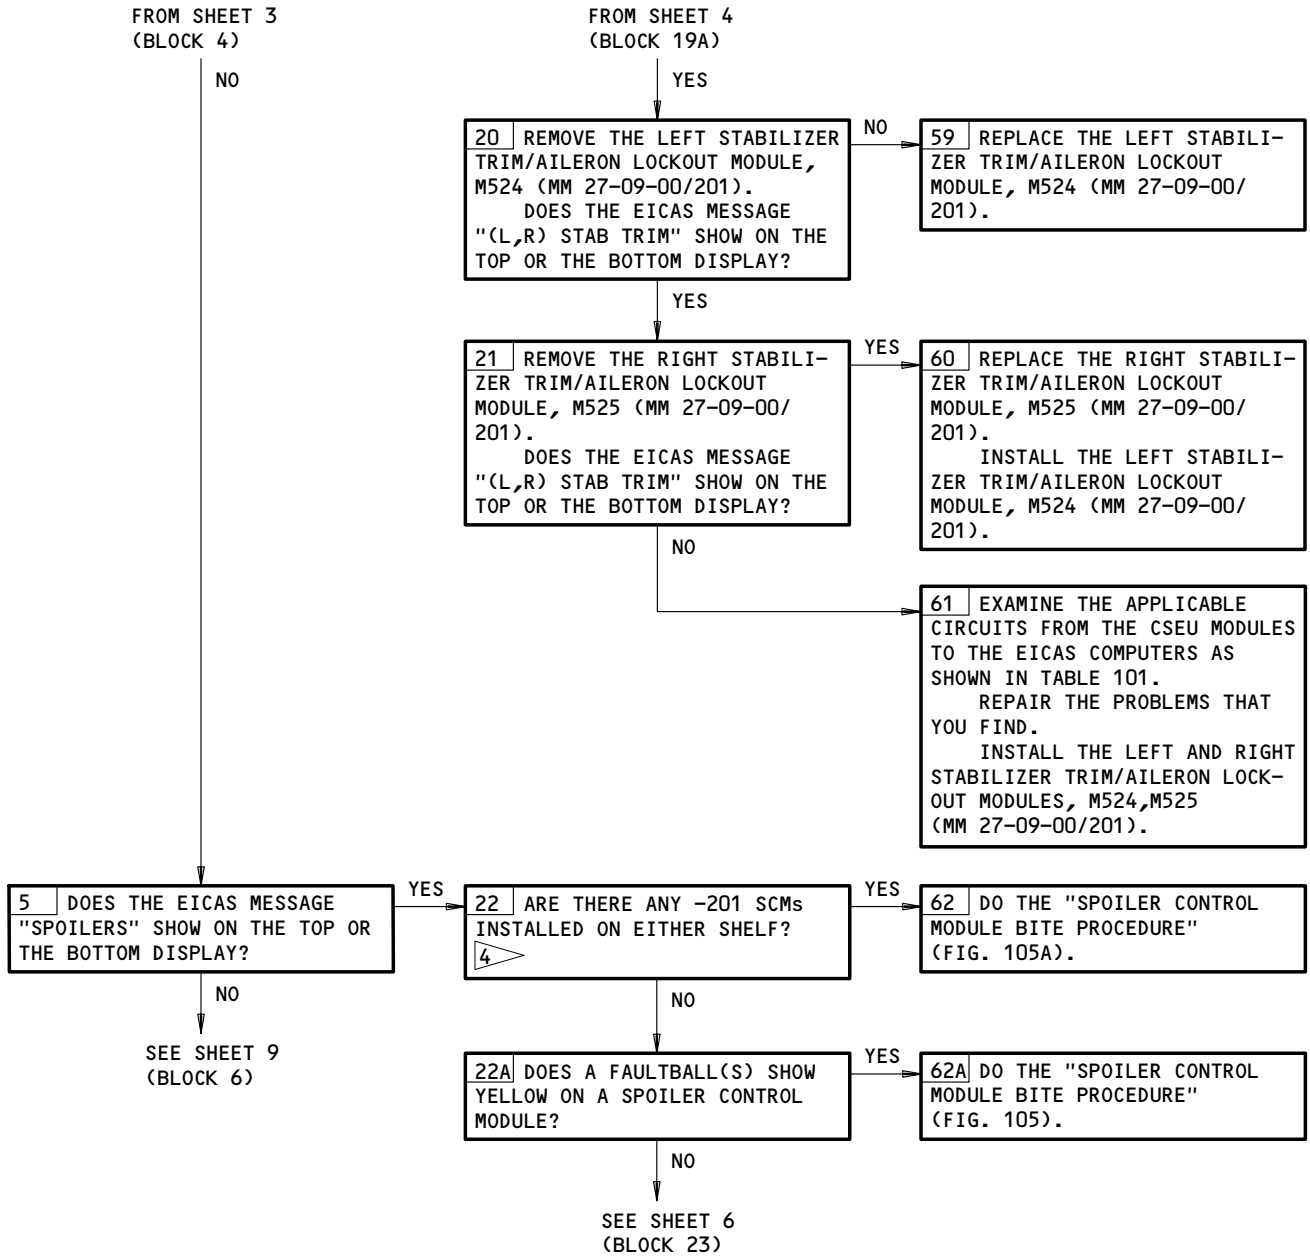 FROM SHEET 3
(BLOCK 4)
NO
FROM SHEET 4
(BLOCK 19A)
YES
20 REMOVE THE LEFT STABILIZER
TRIM/AILERON LOCKOUT MODULE,
M524 (MM 27-09-00/201).
DOES THE EICAS MESSAGE
"(L,R) STAB TRIM" SHOW ON THE
TOP OR THE BOTTOM DISPLAY?
NO
59 REPLACE THE LEFT STABILI-
ZER TRIM/AILERON LOCKOUT
MODULE, M524 (MM 27-09-00/
201).
YES
21 REMOVE THE RIGHT STABILI-
ZER TRIM/AILERON LOCKOUT
MODULE, M525 (MM 27-09-00/
201).
DOES THE EICAS MESSAGE
"(L,R) STAB TRIM" SHOW ON THE
TOP OR THE BOTTOM DISPLAY?
YES
60 REPLACE THE RIGHT STABILI-
ZER TRIM/AILERON LOCKOUT
MODULE, M525 (MM 27-09-00/
201).
INSTALL THE LEFT STABILI-
ZER TRIM/AILERON LOCKOUT
MODULE, M524 (MM 27-09-00/
201).
NO
61 EXAMINE THE APPLICABLE
CIRCUITS FROM THE CSEU MODULES
TO THE EICAS COMPUTERS AS
SHOWN IN TABLE 101.
REPAIR THE PROBLEMS THAT
YOU FIND.
INSTALL THE LEFT AND RIGHT
STABILIZER TRIM/AILERON LOCK-
OUT MODULES, M524,M525
(MM 27-09-00/201).
5 DOES THE EICAS MESSAGE
"SPOILERS" SHOW ON THE TOP OR
THE BOTTOM DISPLAY?
YES
22 ARE THERE ANY -201 SCMs
INSTALLED ON EITHER SHELF?
4
YES
62 DO THE "SPOILER CONTROL
MODULE BITE PROCEDURE"
(FIG. 105A).
NO
SEE SHEET 9
(BLOCK 6)
NO
22A DOES A FAULTBALL(S) SHOW
YELLOW ON A SPOILER CONTROL
MODULE?
YES
62A DO THE "SPOILER CONTROL
MODULE BITE PROCEDURE"
(FIG. 105).
NO
SEE SHEET 6
(BLOCK 23)